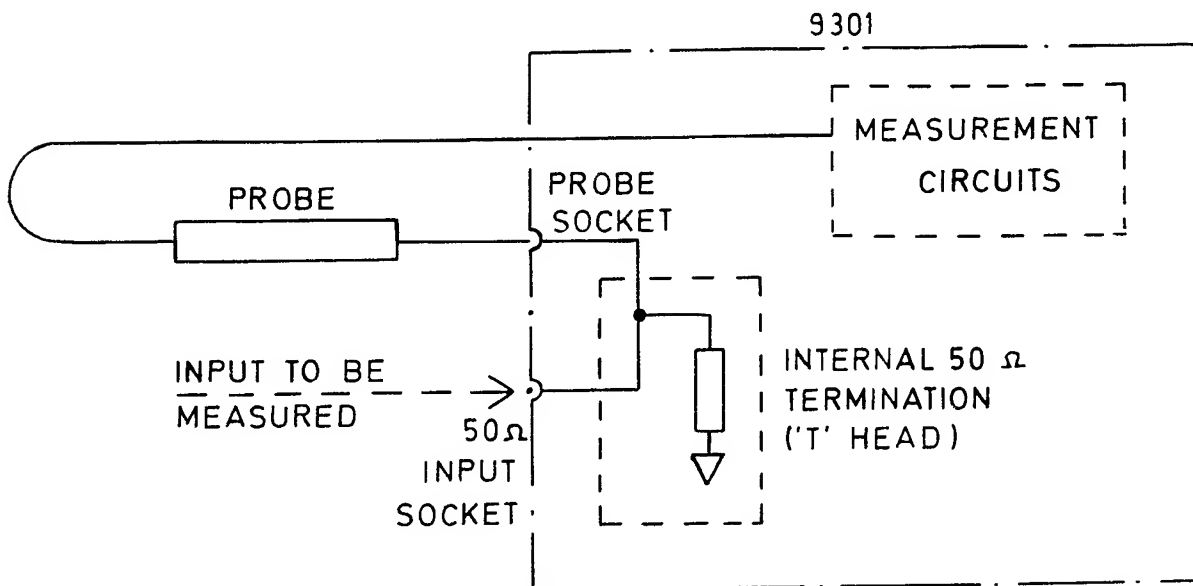 9301
MEASUREMENT
CIRCUITS
PROBE
PROBE
SOCKET
INPUT TO BE
MEASURED
50Ω
INPUT
SOCKET
INTERNAL 50 Ω
TERMINATION
('T' HEAD)